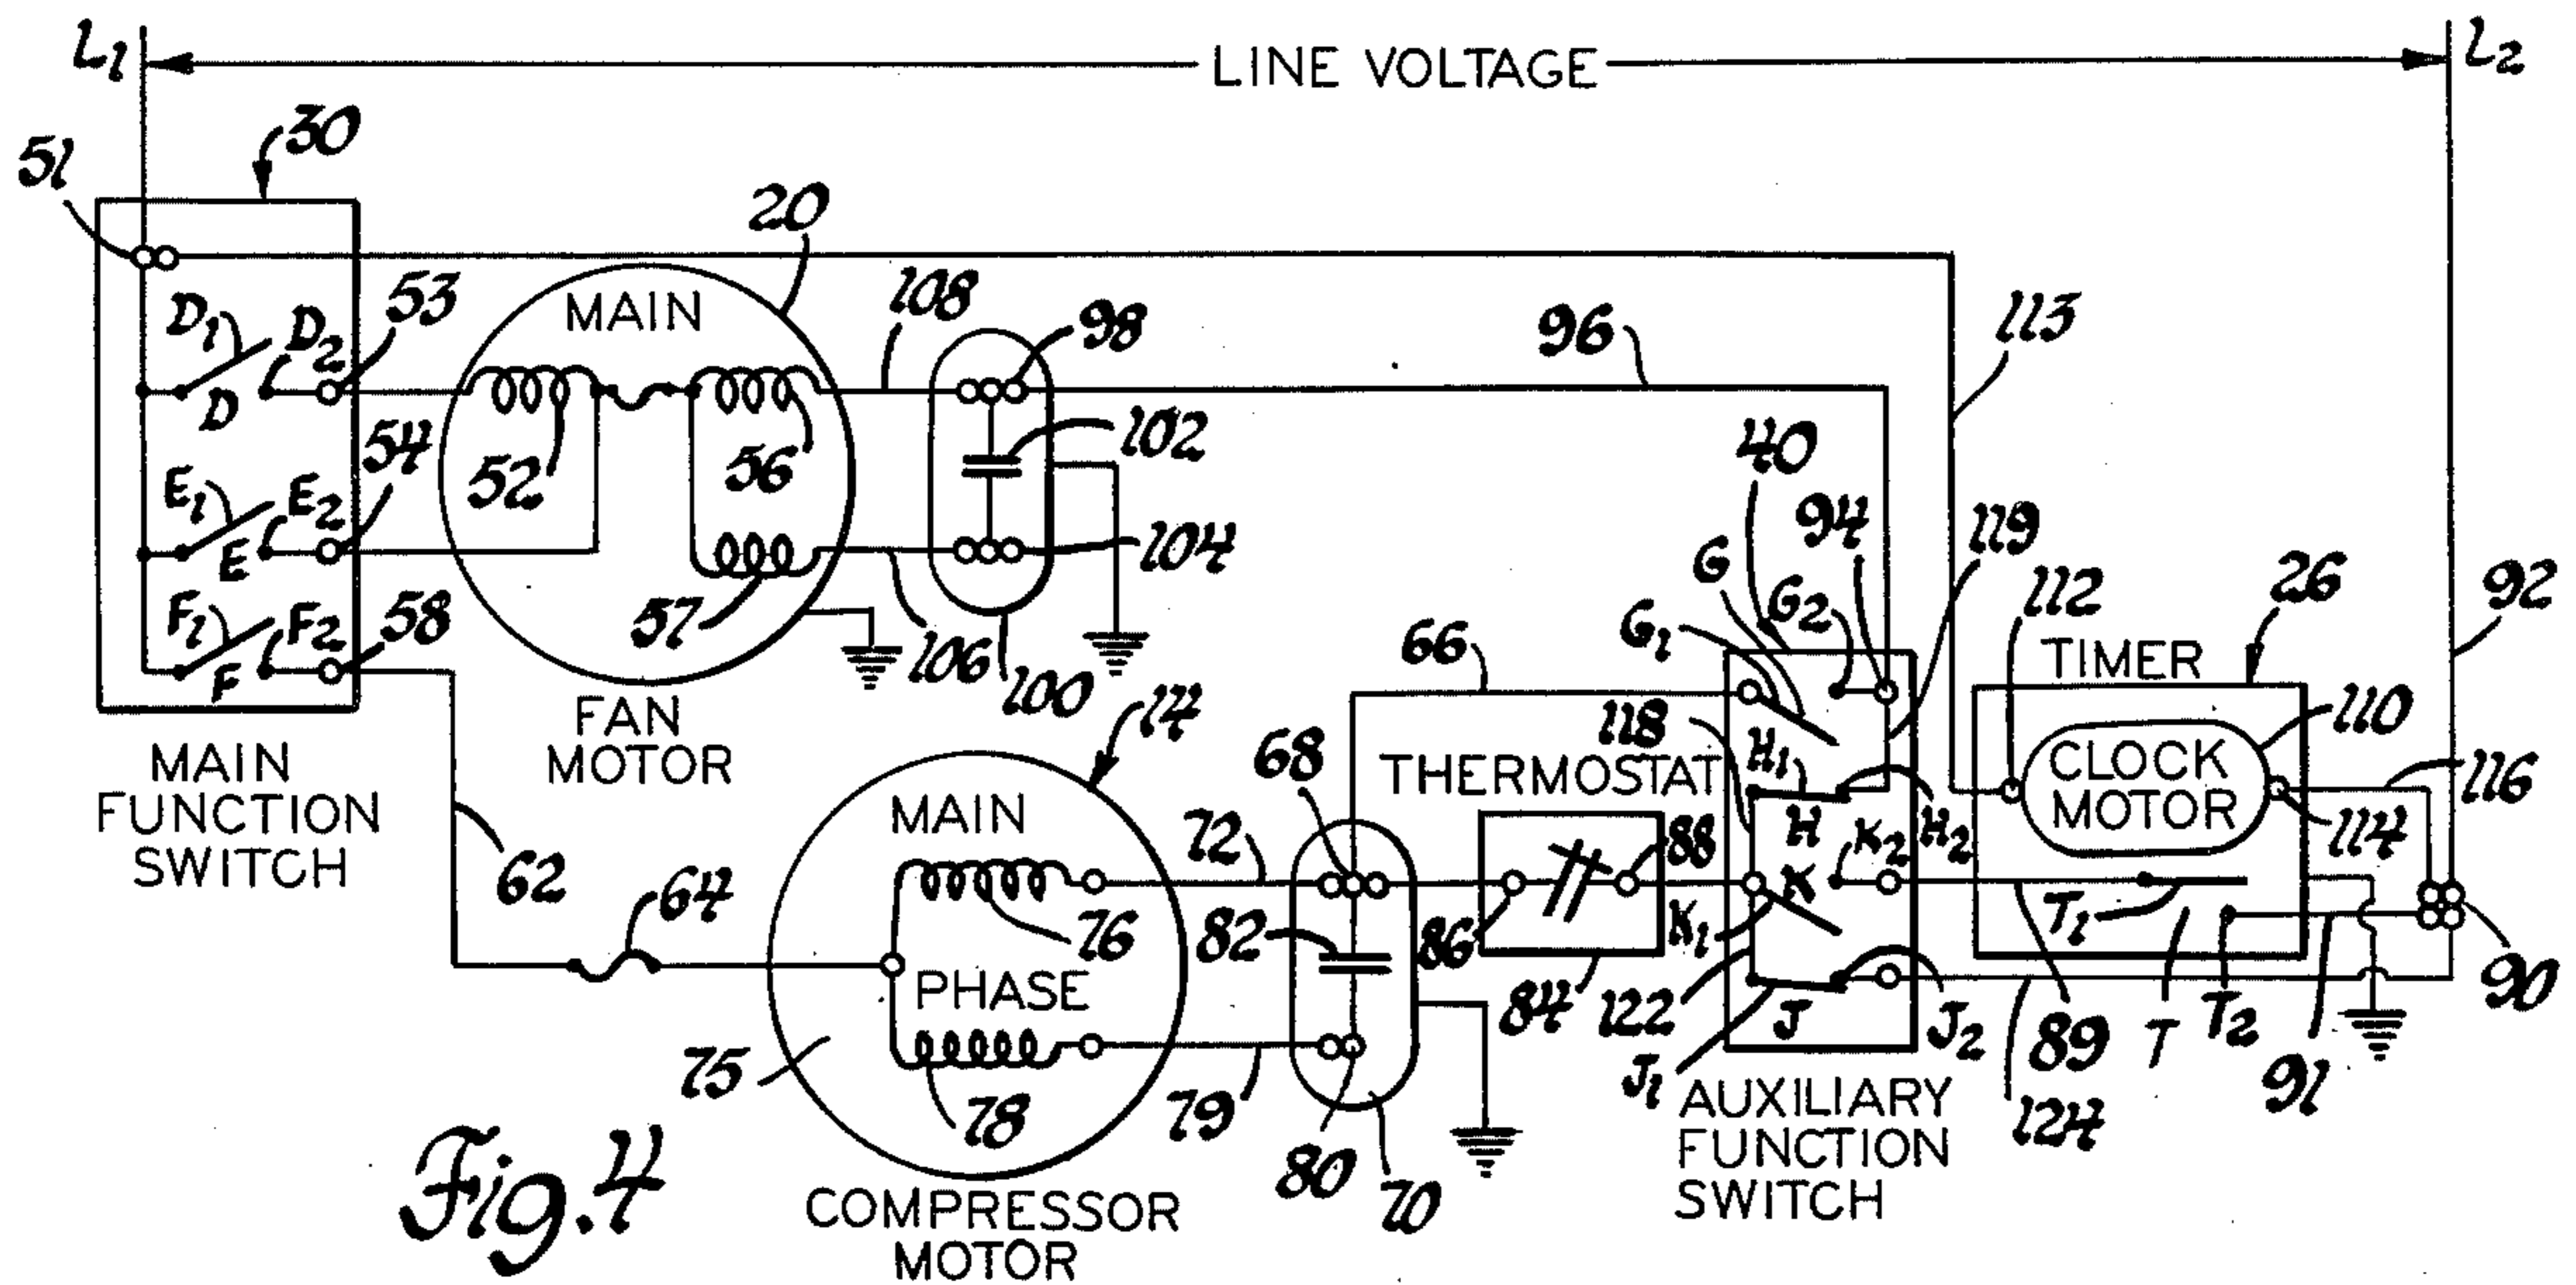 L1
LINE VOLTAGE
L2
30
51
20
D1
D2
53
D
MAIN
108
98
96
113
E1
E2
54
E
52
56
102
40
94
119
104
G
G1
G2
112
26
92
F1
F2
58
F
57
106
100
66
TIMER
MAIN
FUNCTION
SWITCH
FAN
MOTOR
14
68
THERMOSTAT
118
H1
H
H2
CLOCK
MOTOR
110
116
114
62
64
MAIN
76
72
82
86
88
K
K2
K1
T1
PHASE
84
122
J1
J
J2
89
T
T2
91
90
124
75
78
79
80
70
AUXILIARY
FUNCTION
SWITCH
Fig. 4
COMPRESSOR
MOTOR